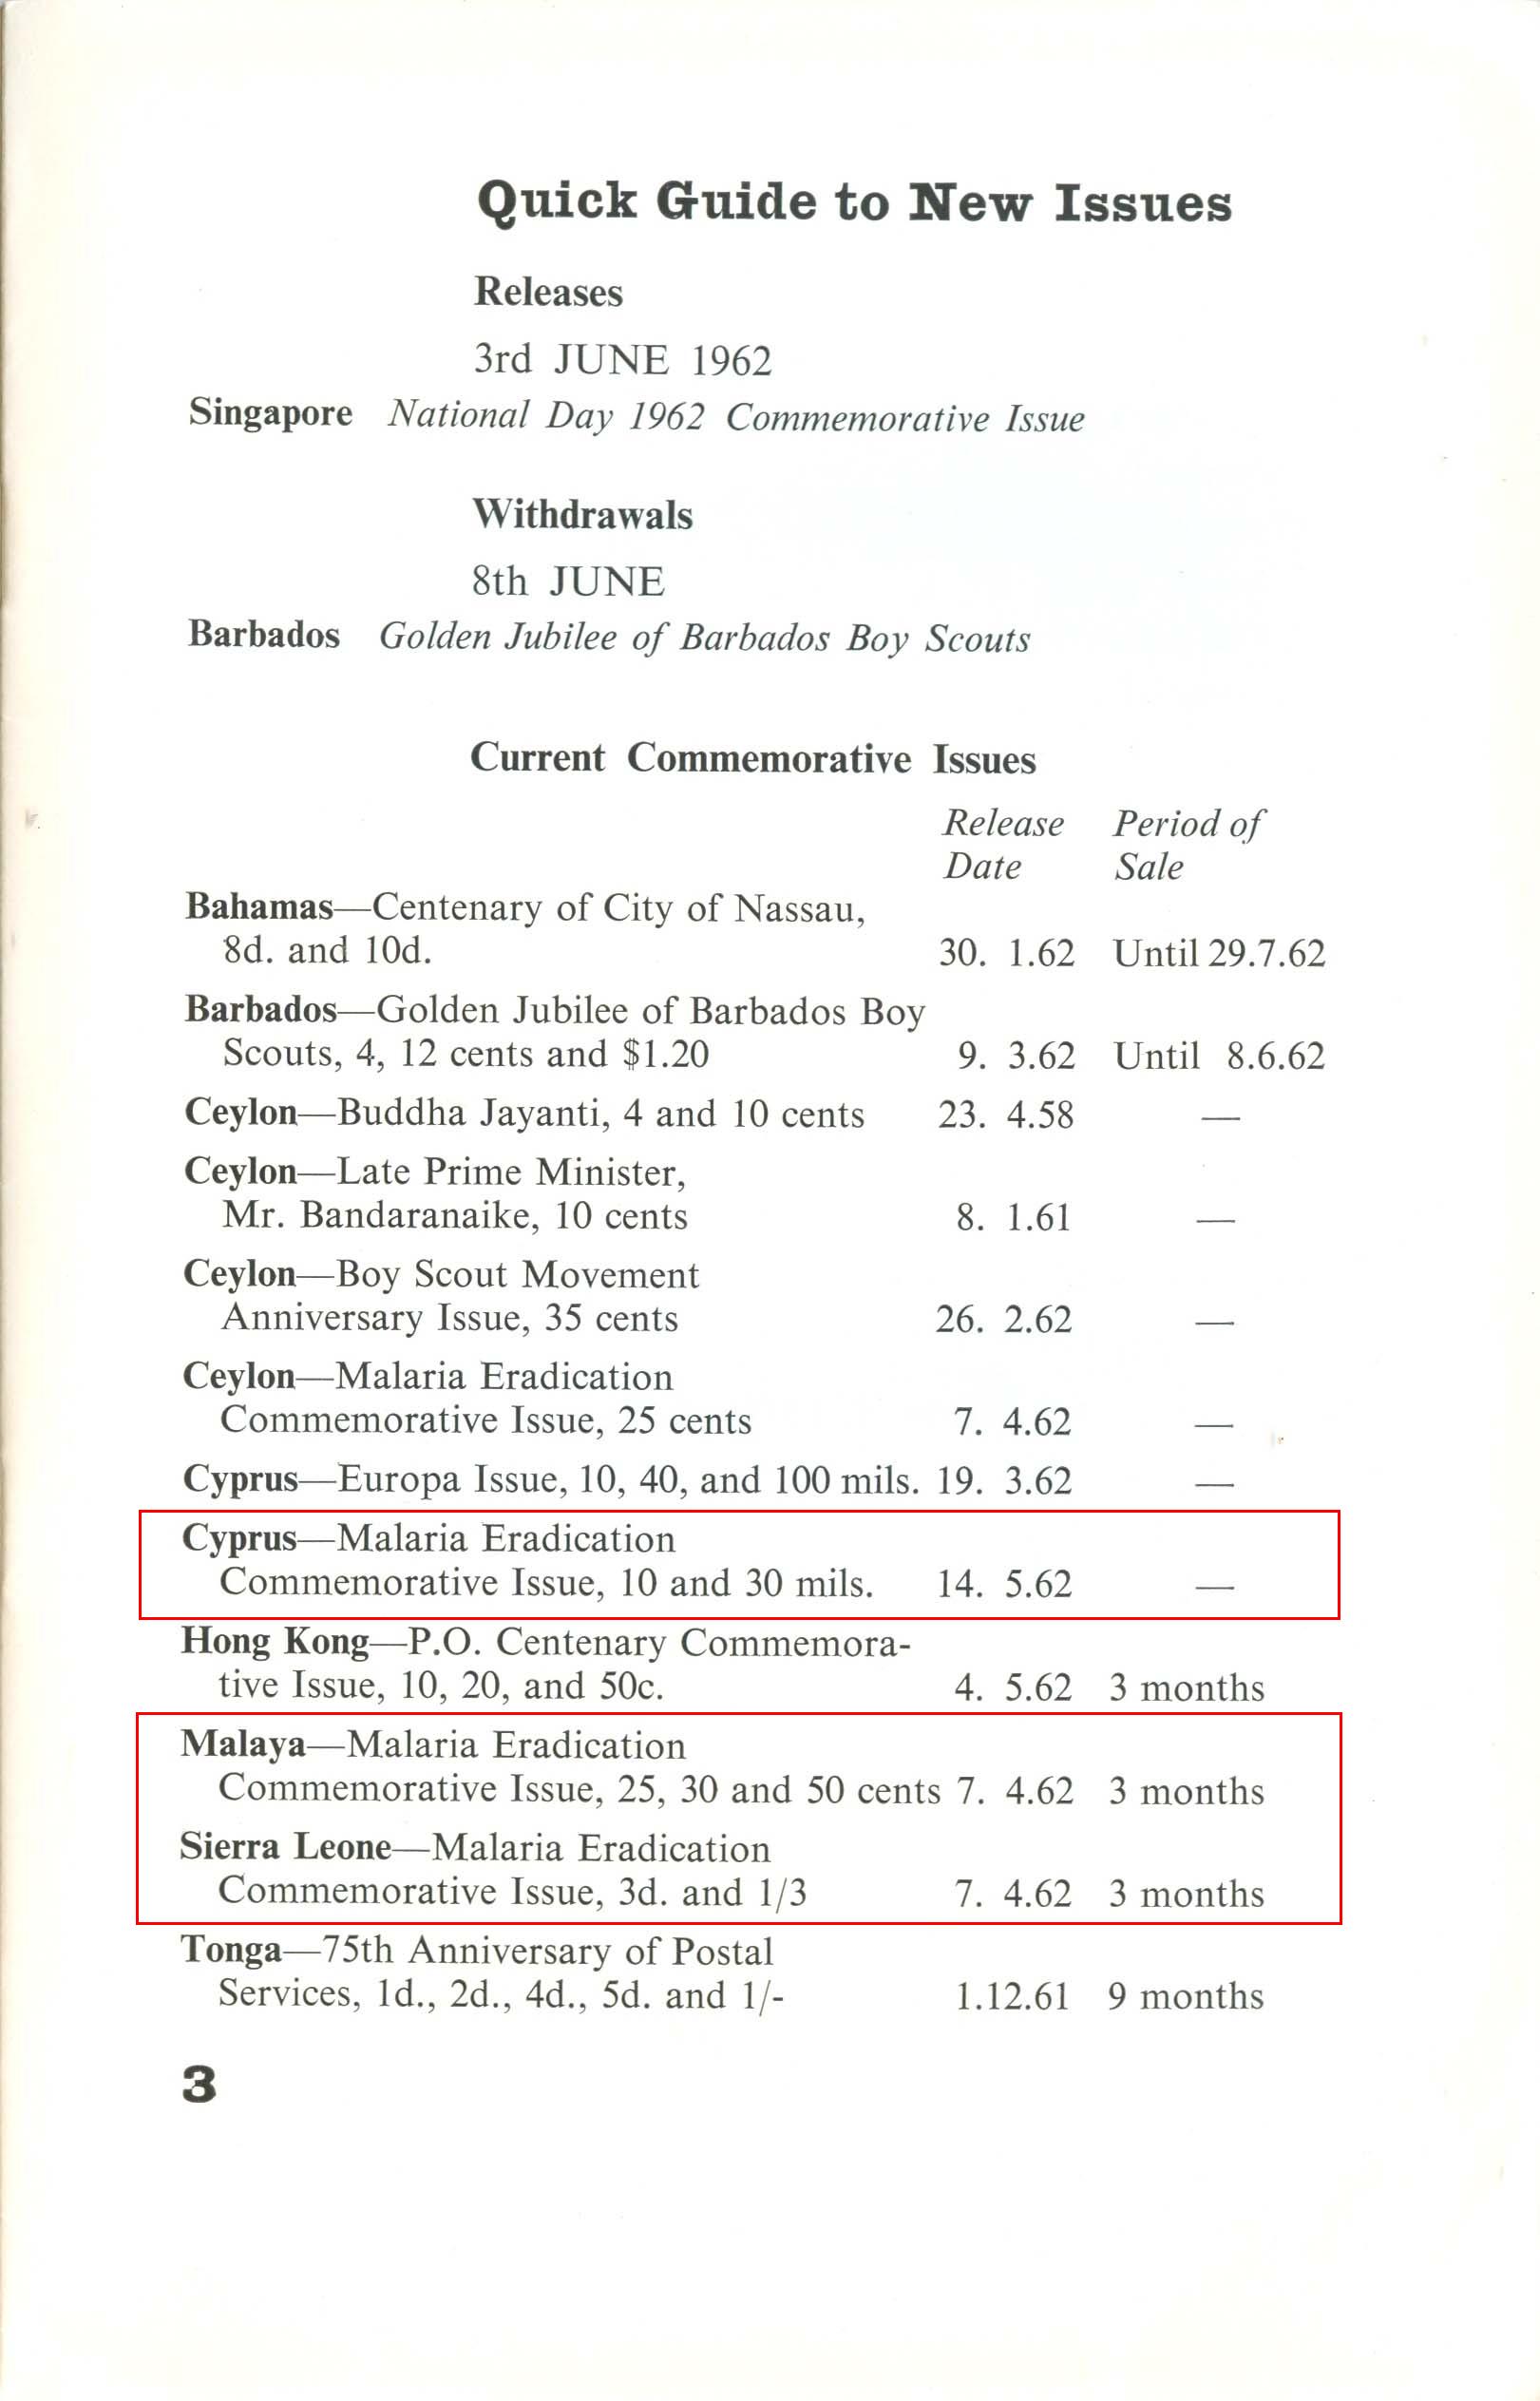 Quick Guide to New Issues
Releases
3rd JUNE 1962
Singapore National Day 1962 Commemorative Issue
Withdrawals
8th JUNE
Barbados Golden Jubilee of Barbados Boy Scouts
Current Commemorative Issues
Release Period of
Date Sale
Bahamas—Centenary of City of Nassau,
8d. and 10d. 30. 1.62 Until 29.7.62
Barbados—Golden Jubilee of Barbados Boy
Scouts, 4, 12 cents and $1.20 9. 3.62 Until 8.6.62
Ceylon—Buddha Jayanti, 4 and 10 cents 23. 4.58 —
Ceylon—Late Prime Minister,
Mr. Bandaranaike, 10 cents 8. 1.61 —
Ceylon—Boy Scout Movement
Anniversary Issue, 35 cents 26. 2.62 —
Ceylon—Malaria Eradication
Commemorative Issue, 25 cents 7. 4.62 —
Cyprus—Europa Issue, 10, 40, and 100 mils. 19. 3.62 —
Cyprus—Malaria Eradication
Commemorative Issue, 10 and 30 mils. 14. 5.62 —
Hong Kong—P.O. Centenary Commemora-
tive Issue, 10, 20, and 50c. 4. 5.62 3 months
Malaya—Malaria Eradication
Commemorative Issue, 25, 30 and 50 cents 7. 4.62 3 months
Sierra Leone—Malaria Eradication
Commemorative Issue, 3d. and 1/3 7. 4.62 3 months
Tonga—75th Anniversary of Postal
Services, 1d., 2d., 4d., 5d. and 1/- 1.12.61 9 months
3